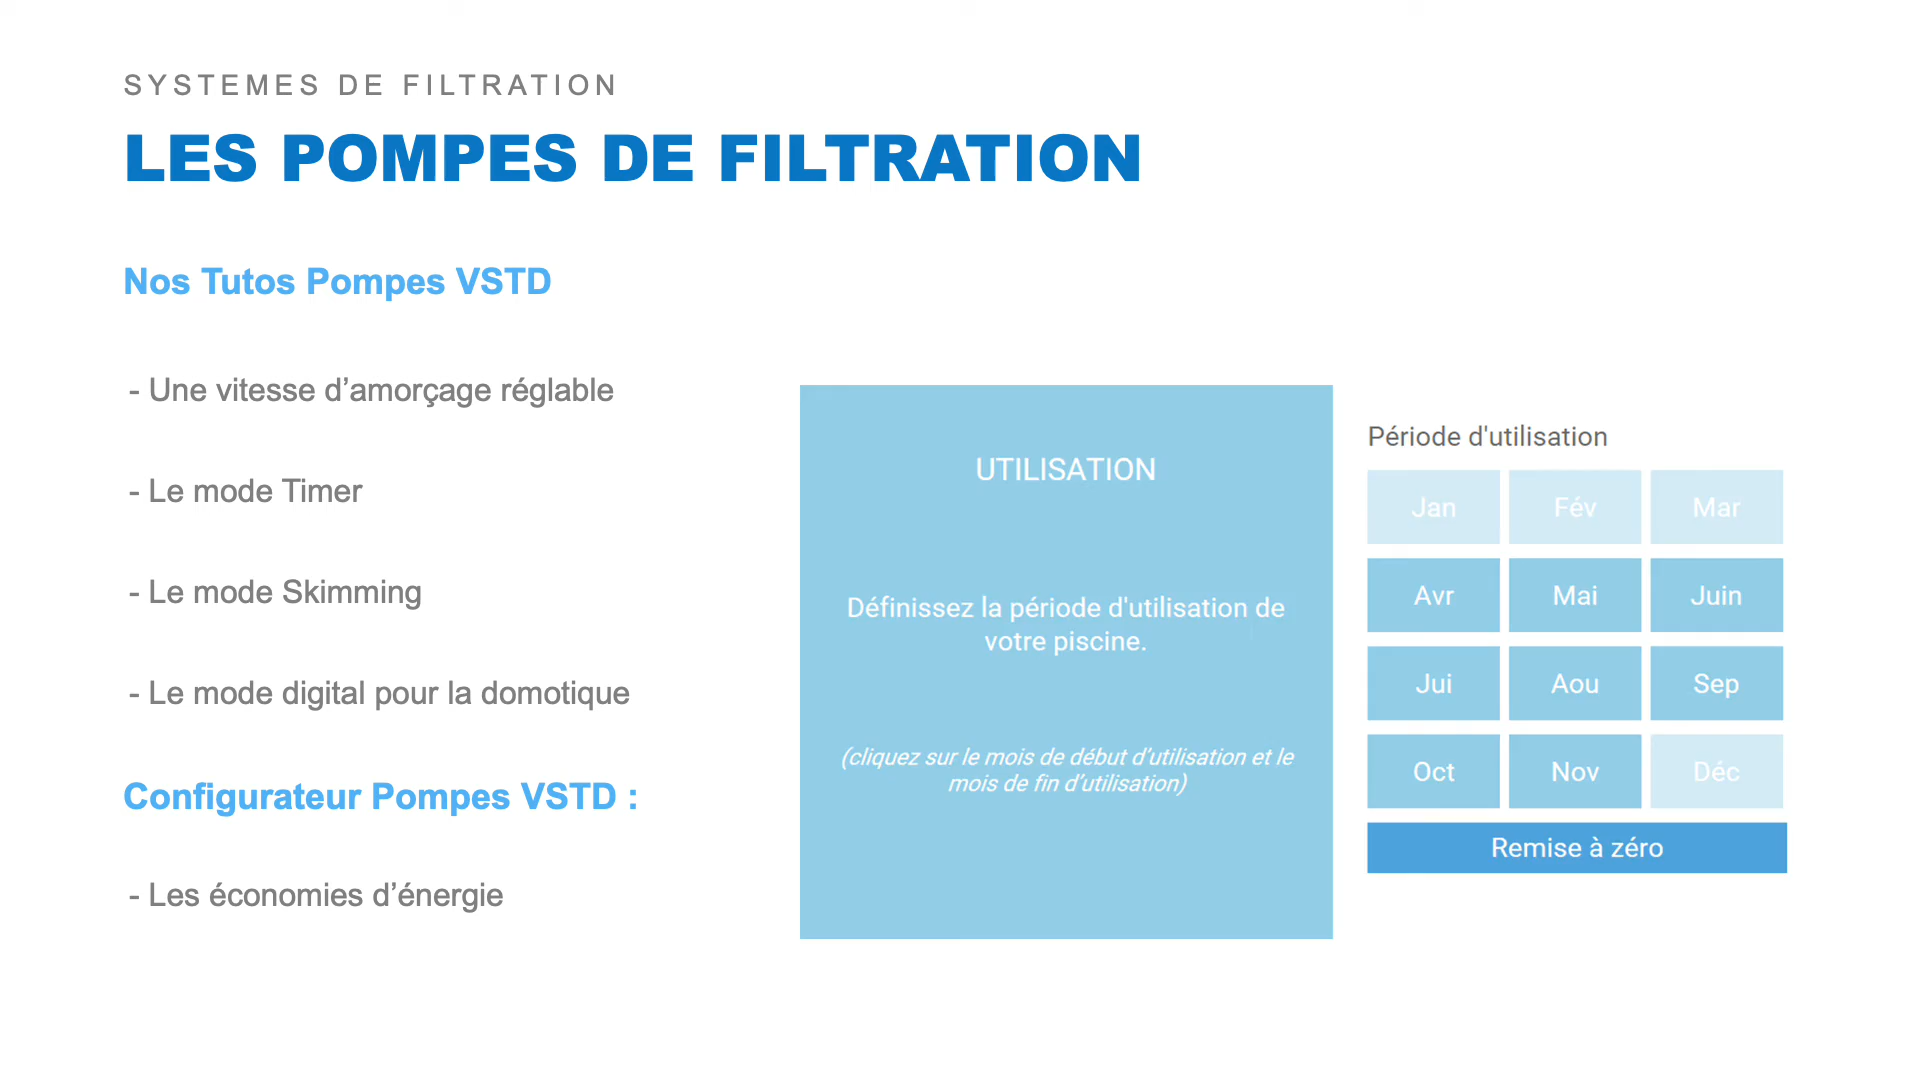 SYSTEMES DE FILTRATION
LES POMPES DE FILTRATION
Nos Tutos Pompes VSTD
- Une vitesse d’amorçage réglable
- Le mode Timer
- Le mode Skimming
- Le mode digital pour la domotique
Configurateur Pompes VSTD :
- Les économies d’énergie
UTILISATION
Définissez la période d'utilisation de
votre piscine.
(cliquez sur le mois de début d’utilisation et le
mois de fin d’utilisation)
Période d'utilisation
Jan Fév Mar
Avr Mai Juin
Jui Aou Sep
Oct Nov Déc
Remise à zéro